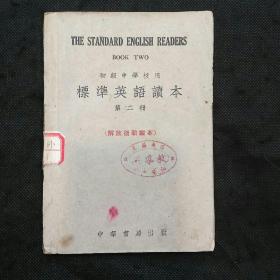 THE STANDARD ENGLISH READERS
BOOK TWO
初級中學校用
標準英語讀本
第二冊
(解放後新編本)
中華書局出版